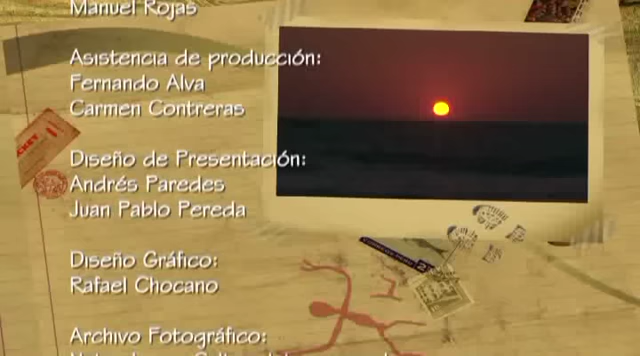 Manuel Rojas
Asistencia de producción:
Fernando Alva
Carmen Contreras
Diseño de Presentación:
Andrés Paredes
Juan Pablo Pereda
Diseño Gráfico:
Rafael Chocano
Archivo Fotográfico: